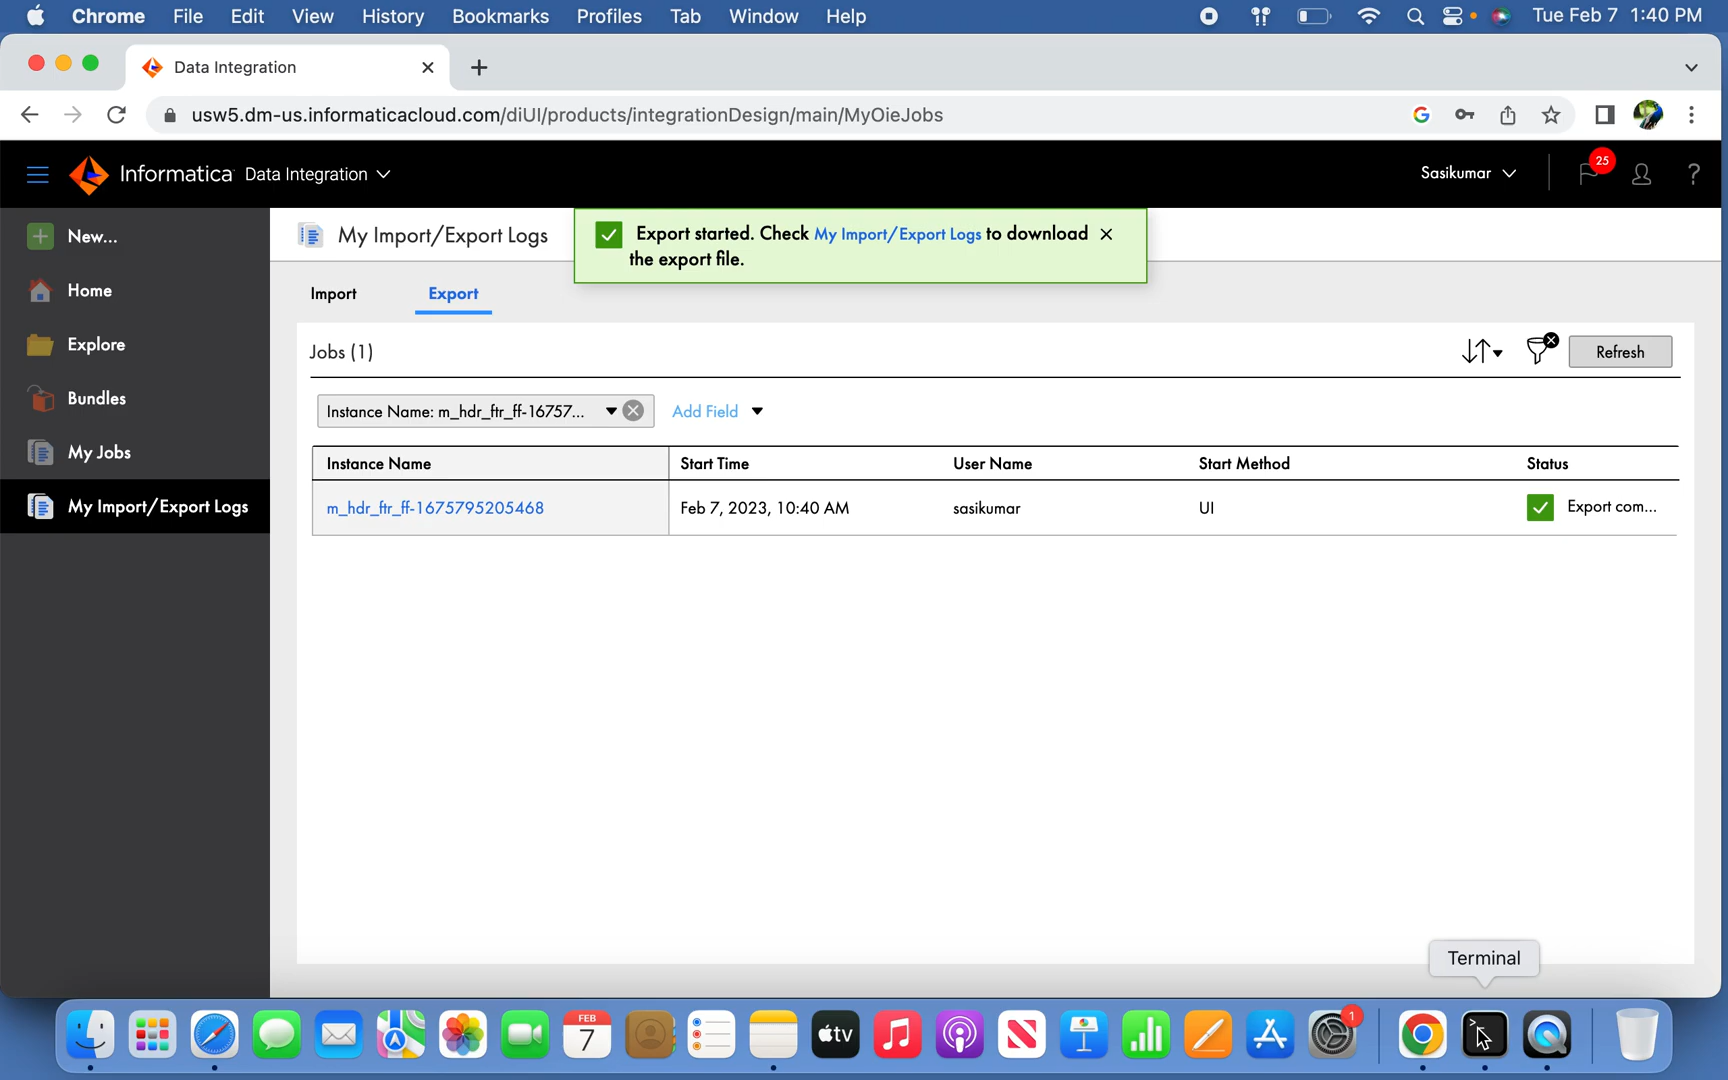 Chrome File Edit View History Bookmarks Profiles Tab Window Help Tue Feb 7 1:40 PM
Data Integration
usw5.dm-us.informaticacloud.com/diUI/products/integrationDesign/main/MyOieJobs
Informatica Data Integration Sasikumar 25 ?
New...
Home
Explore
Bundles
My Jobs
My Import/Export Logs
My Import/Export Logs
Export started. Check My Import/Export Logs to download
the export file.
Import Export
Jobs (1) Refresh
Instance Name: m_hdr_ftr_ff-16757... Add Field
Instance Name Start Time User Name Start Method Status
m_hdr_ftr_ff-1675795205468 Feb 7, 2023, 10:40 AM sasikumar UI Export com...
Terminal
FEB
7
tv
1